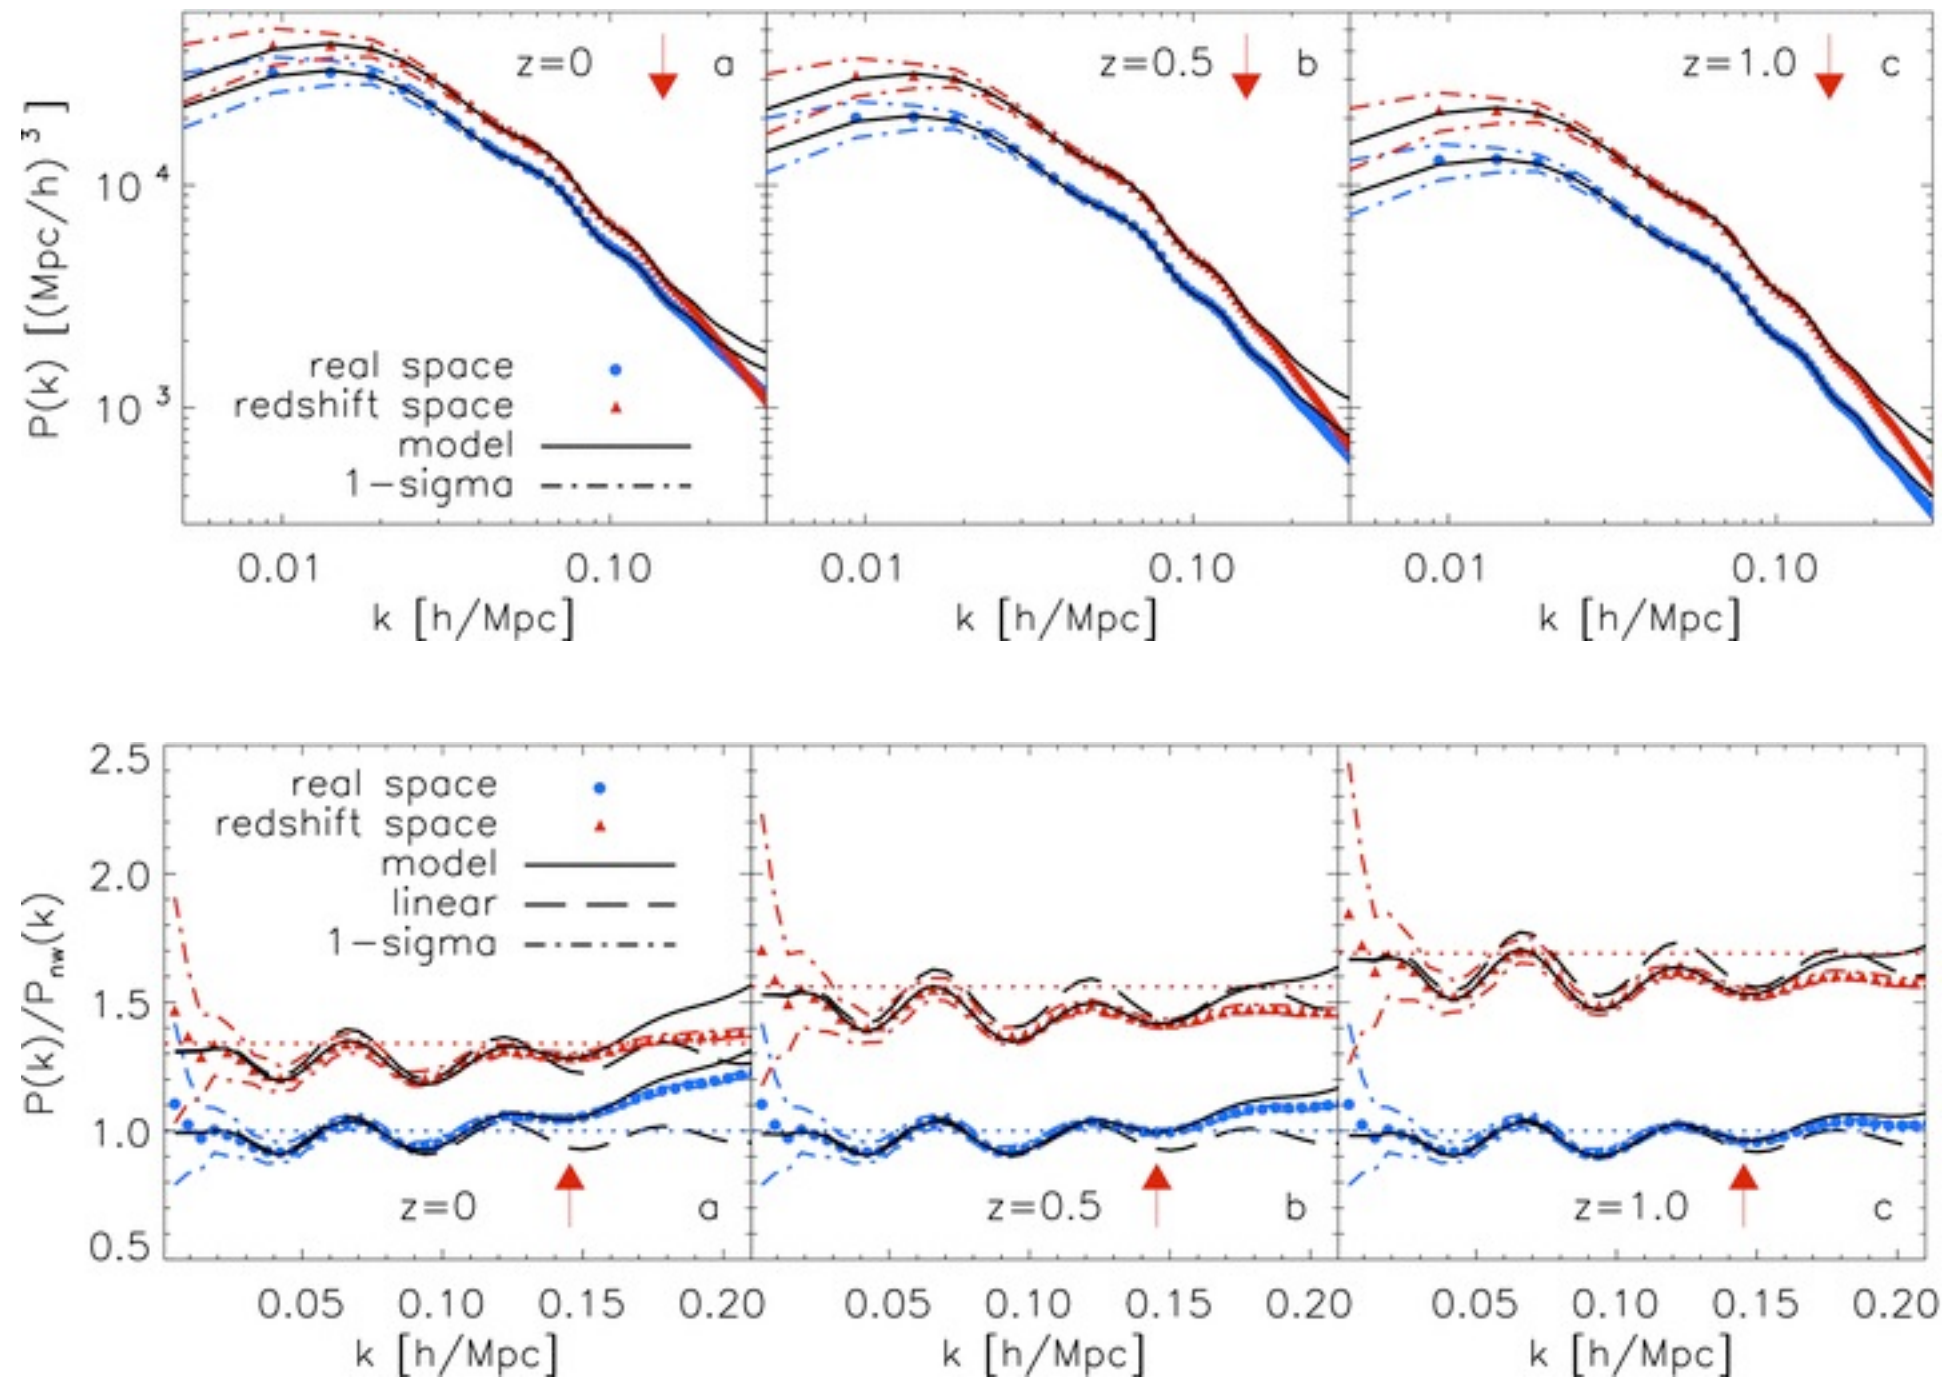 z=0 a
z=0.5 b
z=1.0 c
P(k) [(Mpc/h)³]
10⁴
10³
real space
redshift space
model
1-sigma
0.01 0.10
0.01 0.10
0.01 0.10
k [h/Mpc]
k [h/Mpc]
k [h/Mpc]
P(k)/Pnw(k)
2.5
2.0
1.5
1.0
0.5
real space
redshift space
model
linear
1-sigma
z=0 a
z=0.5 b
z=1.0 c
0.05 0.10 0.15 0.20
0.05 0.10 0.15 0.20
0.05 0.10 0.15 0.20
k [h/Mpc]
k [h/Mpc]
k [h/Mpc]